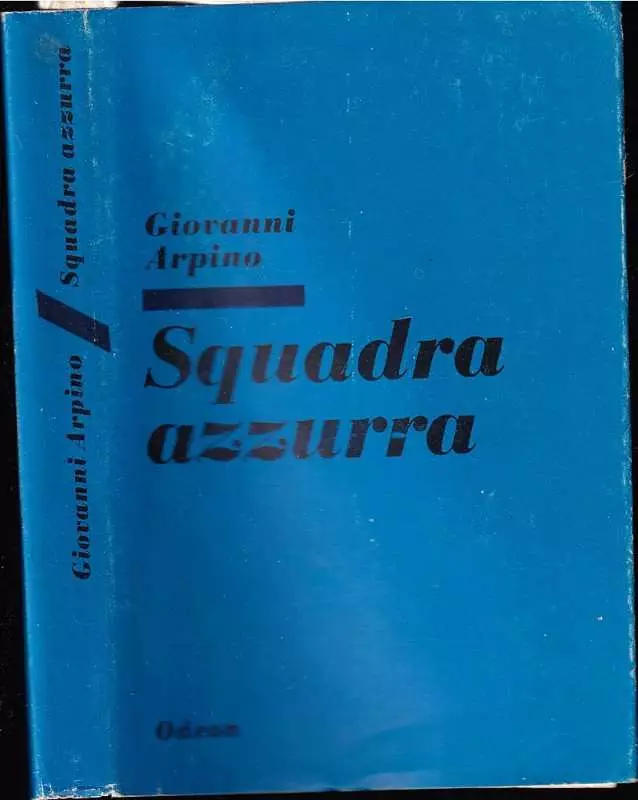 Giovanni
Arpino
Squadra
azzurra
Odeon
Giovanni Arpino / Squadra azzurra